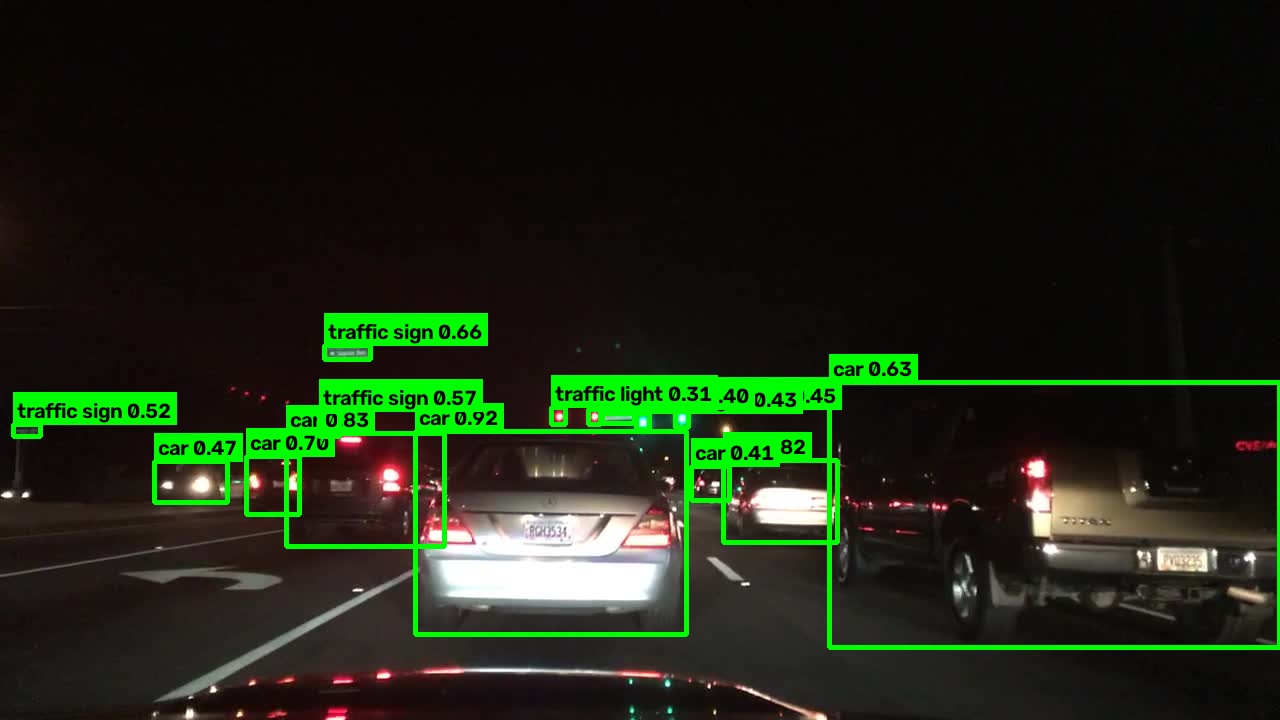 traffic sign 0.66
traffic sign 0.57
traffic light 0.31
.40
0.43
.45
car 0.63
traffic sign 0.52
car 0.83
car 0.92
car 0.47
car 0.70
car 0.41
82
RGH3534
TITAN